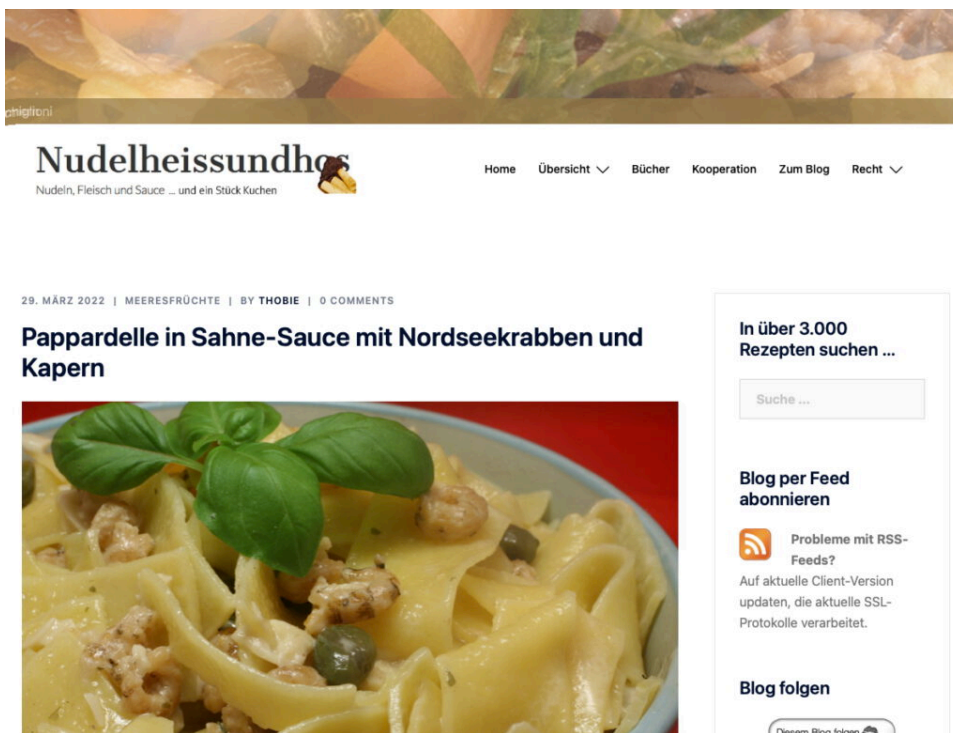 Nudelheissundhos
Nudeln, Fleisch und Sauce ... und ein Stück Kuchen
Home Übersicht Bücher Kooperation Zum Blog Recht
29. MÄRZ 2022 | MEERESFRÜCHTE | BY THOBIE | 0 COMMENTS
Pappardelle in Sahne-Sauce mit Nordseekrabben und
Kapern
In über 3.000
Rezepten suchen ...
Suche ...
Blog per Feed
abonnieren
Probleme mit RSS-
Feeds?
Auf aktuelle Client-Version
updaten, die aktuelle SSL-
Protokolle verarbeitet.
Blog folgen
Diesem Blog folgen